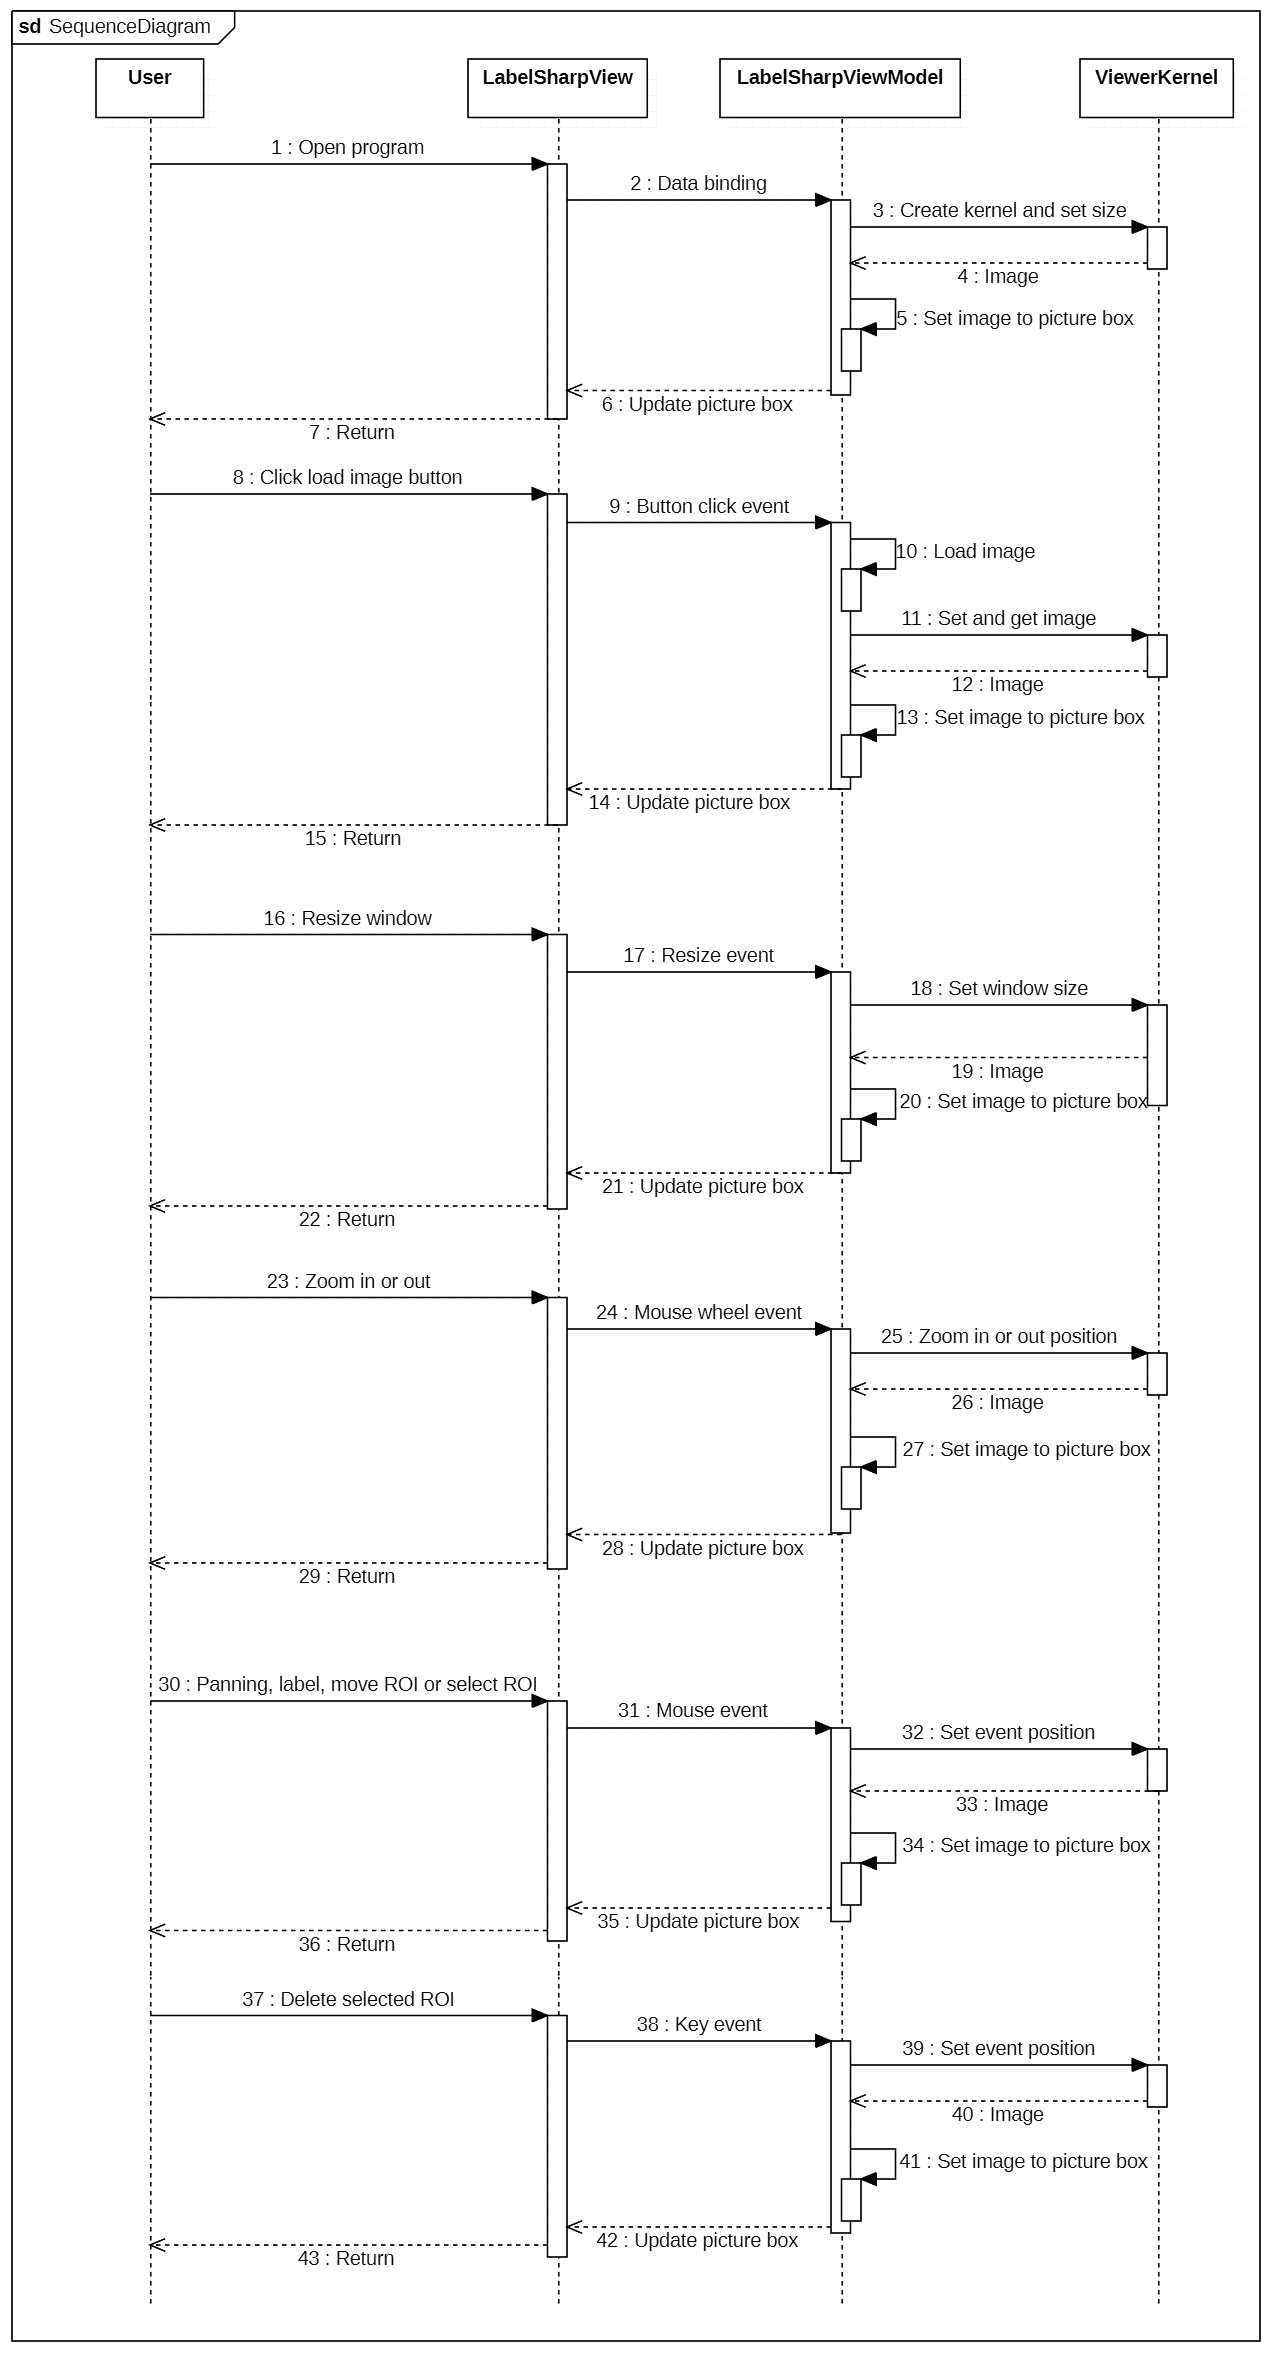 sd SequenceDiagram
User
LabelSharpView
LabelSharpViewModel
ViewerKernel
1 : Open program
2 : Data binding
3 : Create kernel and set size
4 : Image
5 : Set image to picture box
6 : Update picture box
7 : Return
8 : Click load image button
9 : Button click event
10 : Load image
11 : Set and get image
12 : Image
13 : Set image to picture box
14 : Update picture box
15 : Return
16 : Resize window
17 : Resize event
18 : Set window size
19 : Image
20 : Set image to picture box
21 : Update picture box
22 : Return
23 : Zoom in or out
24 : Mouse wheel event
25 : Zoom in or out position
26 : Image
27 : Set image to picture box
28 : Update picture box
29 : Return
30 : Panning, label, move ROI or select ROI
31 : Mouse event
32 : Set event position
33 : Image
34 : Set image to picture box
35 : Update picture box
36 : Return
37 : Delete selected ROI
38 : Key event
39 : Set event position
40 : Image
41 : Set image to picture box
42 : Update picture box
43 : Return